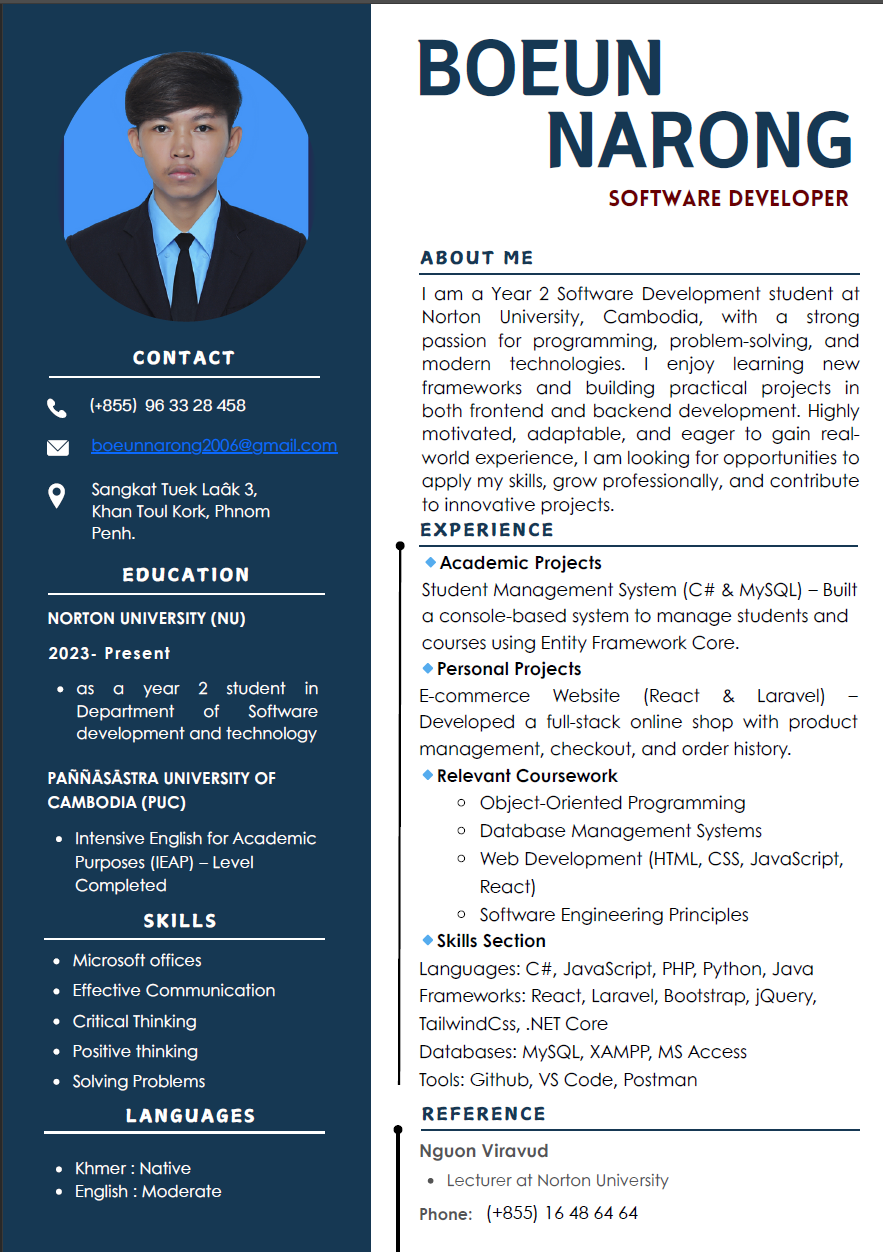 BOEUN
NARONG
SOFTWARE DEVELOPER
CONTACT
(+855) 96 33 28 458
boeunnarong2006@gmail.com
Sangkat Tuek Laâk 3,
Khan Toul Kork, Phnom
Penh.
EDUCATION
NORTON UNIVERSITY (NU)
2023- Present
• as a year 2 student in
Department of Software
development and technology
PAÑÑĀSĀSTRA UNIVERSITY OF
CAMBODIA (PUC)
• Intensive English for Academic
Purposes (IEAP) – Level
Completed
SKILLS
• Microsoft offices
• Effective Communication
• Critical Thinking
• Positive thinking
• Solving Problems
LANGUAGES
• Khmer : Native
• English : Moderate
ABOUT ME
I am a Year 2 Software Development student at
Norton University, Cambodia, with a strong
passion for programming, problem-solving, and
modern technologies. I enjoy learning new
frameworks and building practical projects in
both frontend and backend development. Highly
motivated, adaptable, and eager to gain real-
world experience, I am looking for opportunities to
apply my skills, grow professionally, and contribute
to innovative projects.
EXPERIENCE
🔹Academic Projects
Student Management System (C# & MySQL) – Built
a console-based system to manage students and
courses using Entity Framework Core.
🔹Personal Projects
E-commerce Website (React & Laravel) –
Developed a full-stack online shop with product
management, checkout, and order history.
🔹Relevant Coursework
○ Object-Oriented Programming
○ Database Management Systems
○ Web Development (HTML, CSS, JavaScript,
React)
○ Software Engineering Principles
🔹Skills Section
Languages: C#, JavaScript, PHP, Python, Java
Frameworks: React, Laravel, Bootstrap, jQuery,
TailwindCss, .NET Core
Databases: MySQL, XAMPP, MS Access
Tools: Github, VS Code, Postman
REFERENCE
Nguon Viravud
• Lecturer at Norton University
Phone: (+855) 16 48 64 64